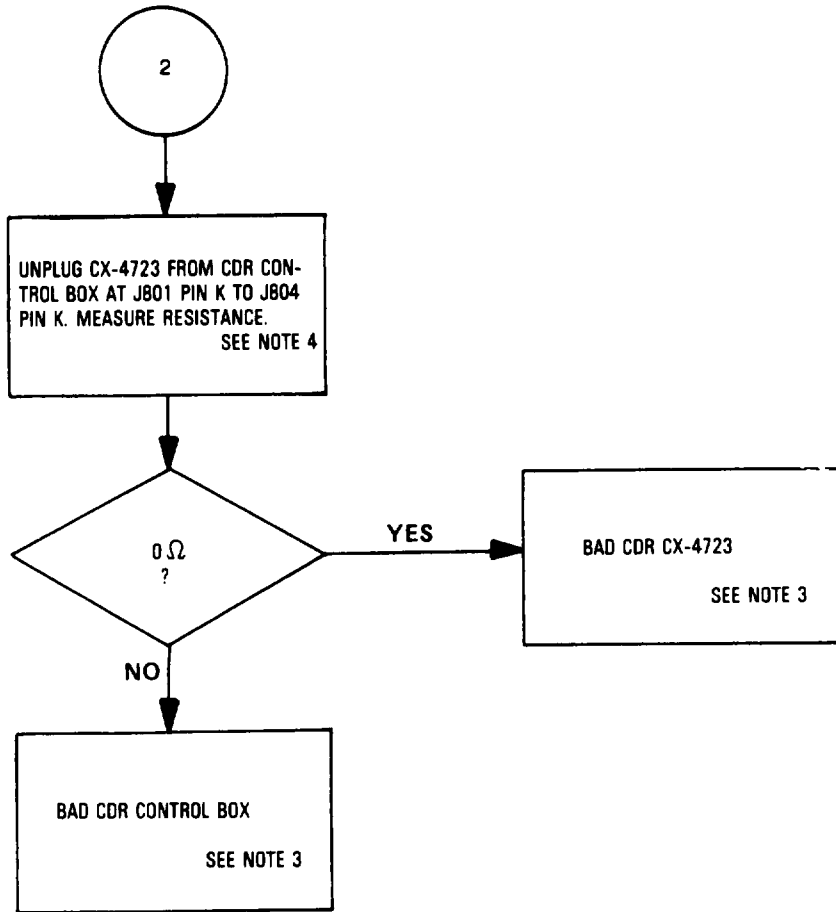 2
UNPLUG CX-4723 FROM CDR CON-
TROL BOX AT J801 PIN K TO J804
PIN K. MEASURE RESISTANCE.
SEE NOTE 4
0 Ω
?
YES
BAD CDR CX-4723
SEE NOTE 3
NO
BAD CDR CONTROL BOX
SEE NOTE 3